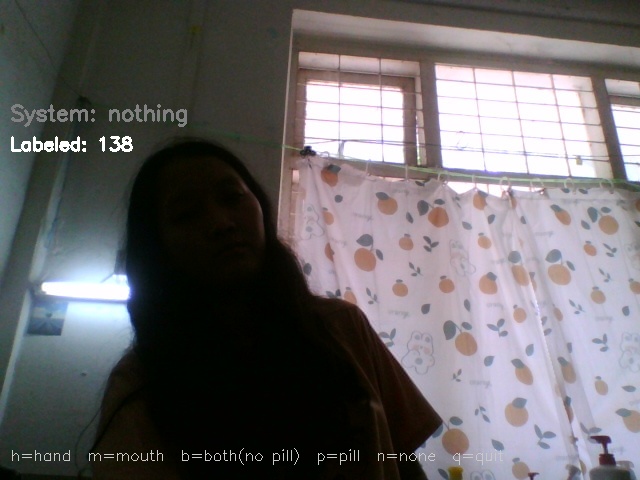 System: nothing
Labeled: 138
h=hand m=mouth b=both(no pill) p=pill n=none q=quit